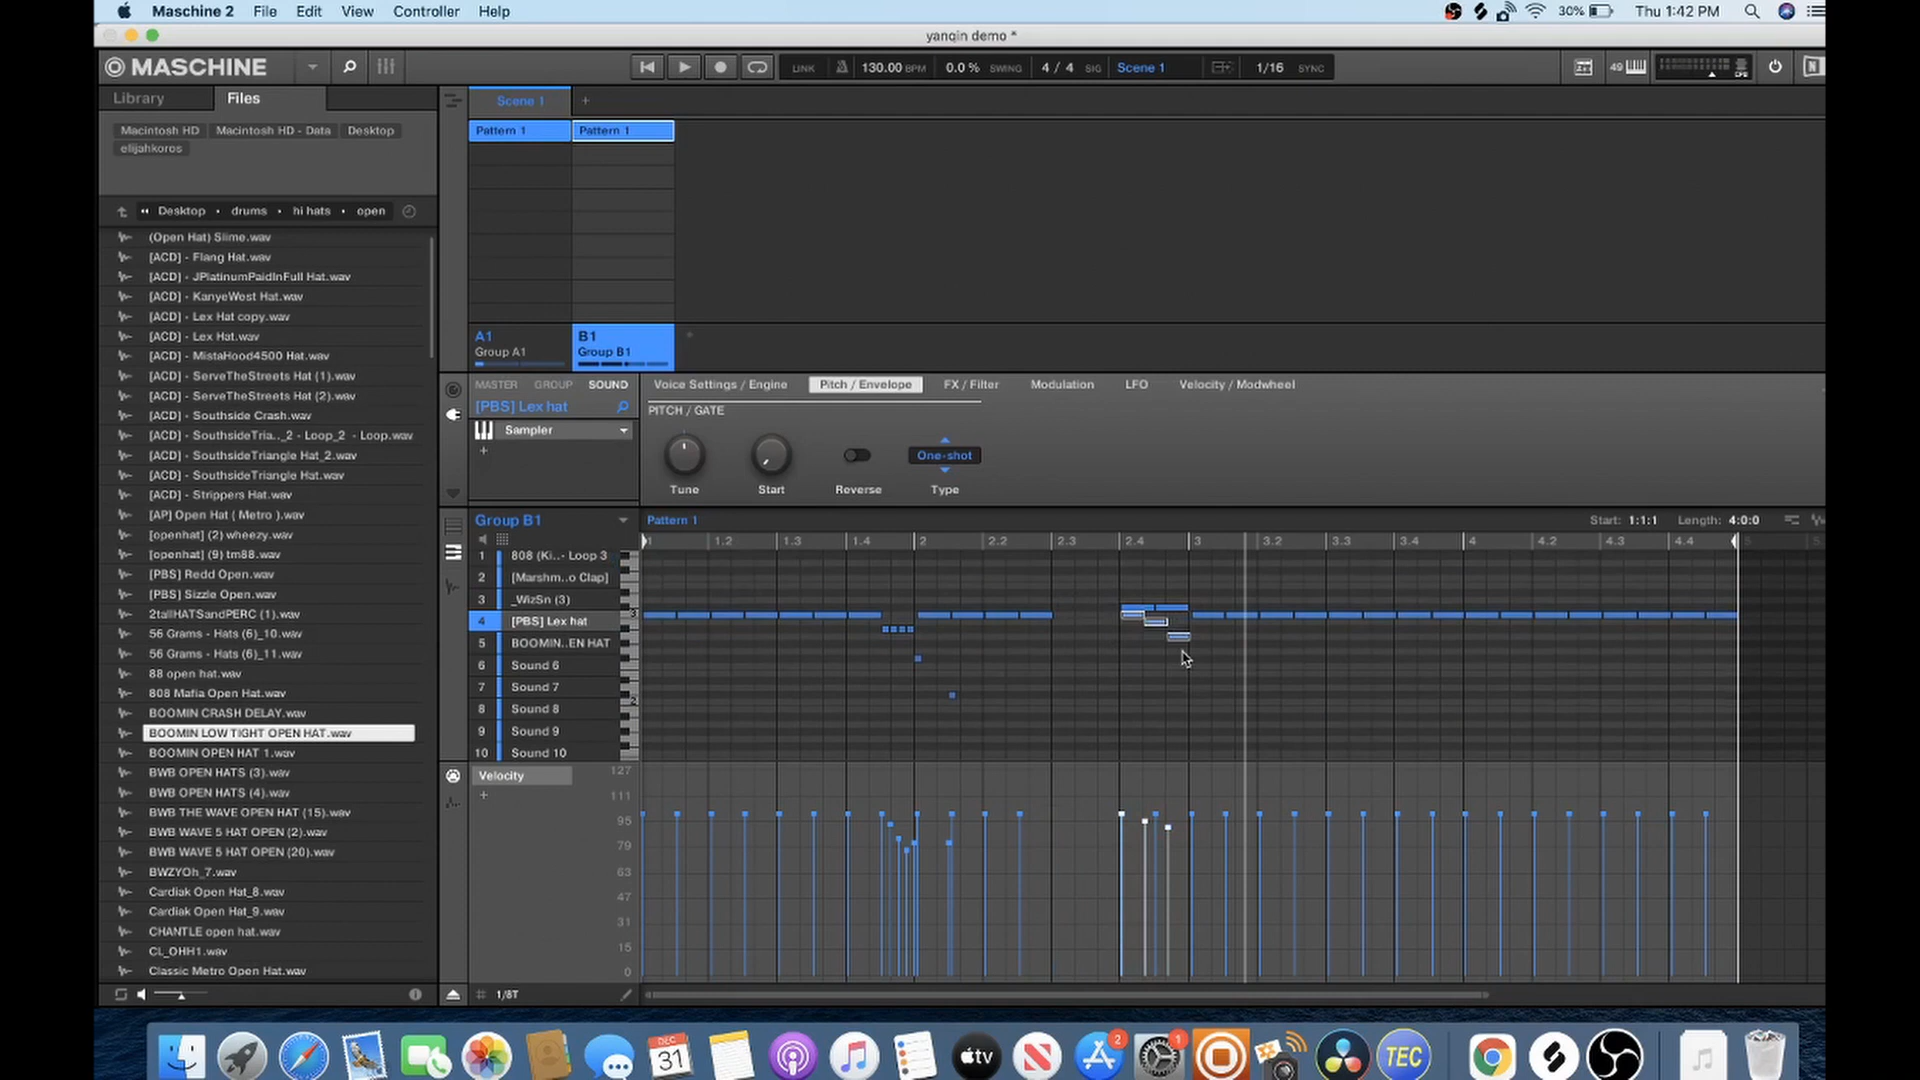 Maschine 2 File Edit View Controller Help 30% Thu 1:42 PM
yanqin demo *
MASCHINE LINK 130.00 BPM 0.0 % SWING 4 / 4 SIG Scene 1 1/16 SYNC 49 CPU N
Library Files Scene 1 +
Macintosh HD Macintosh HD - Data Desktop Pattern 1 Pattern 1
elijahkoros
Desktop drums hi hats open
(Open Hat) Slime.wav
[ACD] - Flang Hat.wav
[ACD] - JPlatinumPaidInFull Hat.wav
[ACD] - KanyeWest Hat.wav
[ACD] - Lex Hat copy.wav
[ACD] - Lex Hat.wav
[ACD] - MistaHood4500 Hat.wav
[ACD] - ServeTheStreets Hat (1).wav
[ACD] - ServeTheStreets Hat (2).wav
[ACD] - Southside Crash.wav
[ACD] - SouthsideTria.._2 - Loop_2 - Loop.wav
[ACD] - SouthsideTriangle Hat_2.wav
[ACD] - SouthsideTriangle Hat.wav
[ACD] - Strippers Hat.wav
[AP] Open Hat ( Metro ).wav
[openhat] (2) wheezy.wav
[openhat] (9) tm88.wav
[PBS] Redd Open.wav
[PBS] Sizzle Open.wav
2tallHATSandPERC (1).wav
56 Grams - Hats (6)_10.wav
56 Grams - Hats (6)_11.wav
88 open hat.wav
808 Mafia Open Hat.wav
BOOMIN CRASH DELAY.wav
BOOMIN LOW TIGHT OPEN HAT.wav
BOOMIN OPEN HAT 1.wav
BWB OPEN HATS (3).wav
BWB OPEN HATS (4).wav
BWB THE WAVE OPEN HAT (15).wav
BWB WAVE 5 HAT OPEN (2).wav
BWB WAVE 5 HAT OPEN (20).wav
BWZYOh_7.wav
Cardiak Open Hat_8.wav
Cardiak Open Hat_9.wav
CHANTLE open hat.wav
CL_OHH1.wav
Classic Metro Open Hat.wav
A1 B1
Group A1 Group B1
MASTER GROUP SOUND Voice Settings / Engine Pitch / Envelope FX / Filter Modulation LFO Velocity / Modwheel
[PBS] Lex hat PITCH / GATE
Sampler
+ One-shot
Tune Start Reverse Type
Group B1 Pattern 1 Start: 1:1:1 Length: 4:0:0
1 1.2 1.3 1.4 2 2.2 2.3 2.4 3 3.2 3.3 3.4 4 4.2 4.3 4.4 5
1 808 (Ki..- Loop 3
2 [Marshm..o Clap]
3 _WizSn (3)
4 [PBS] Lex hat
5 BOOMIN..EN HAT
6 Sound 6
7 Sound 7
8 Sound 8
9 Sound 9
10 Sound 10
Velocity 127
+ 111
95
79
63
47
31
15
0
1/8T
DEC
31
tv 2 1 TEC